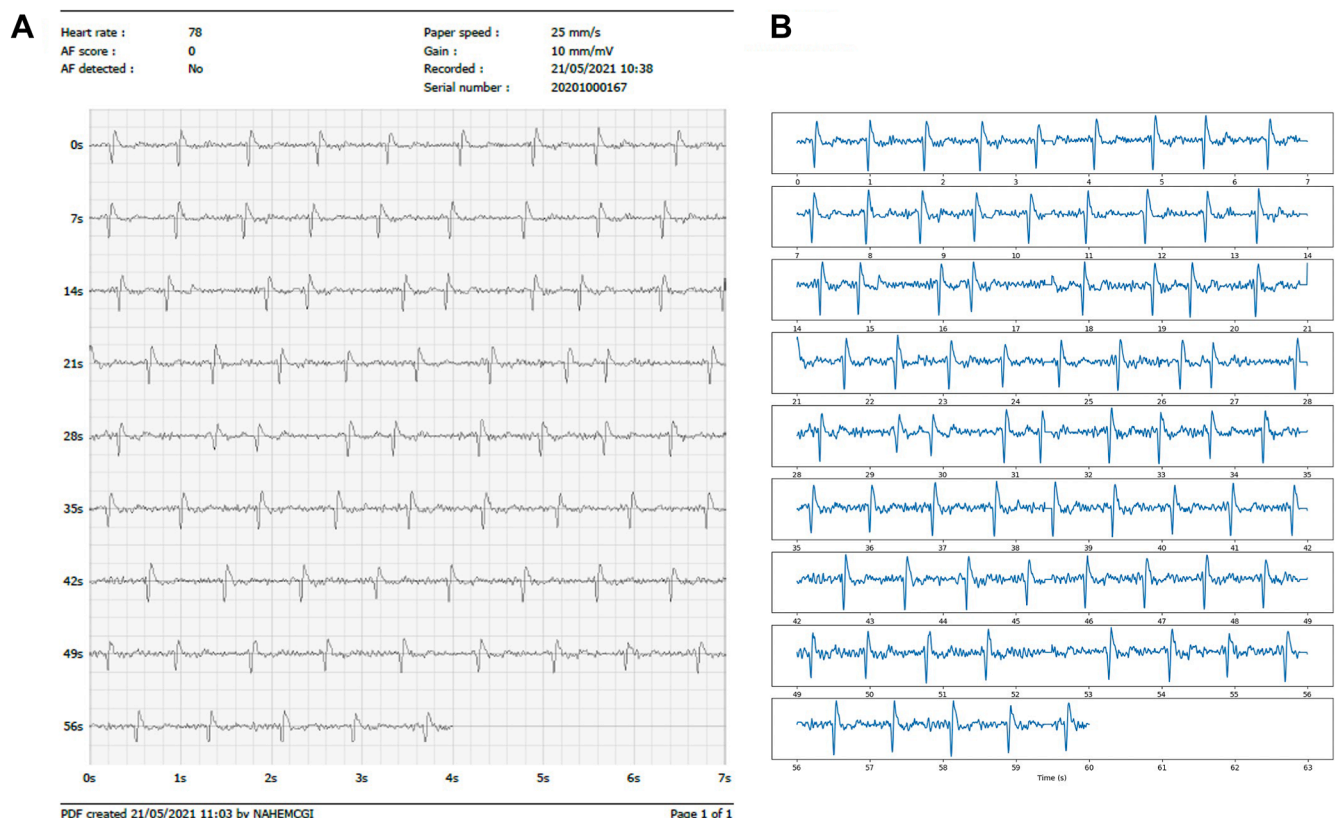 A
Heart rate : 78 Paper speed : 25 mm/s
AF score : 0 Gain : 10 mm/mV
AF detected : No Recorded : 21/05/2021 10:38
Serial number : 20201000167
0s
7s
14s
21s
28s
35s
42s
49s
56s
0s 1s 2s 3s 4s 5s 6s 7s
PDF created 21/05/2021 11:03 by NAHEMCGI Page 1 of 1
B
0 1 2 3 4 5 6 7
7 8 9 10 11 12 13 14
14 15 16 17 18 19 20 21
21 22 23 24 25 26 27 28
28 29 30 31 32 33 34 35
35 36 37 38 39 40 41 42
42 43 44 45 46 47 48 49
49 50 51 52 53 54 55 56
56 57 58 59 60 61 62 63
Time (s)